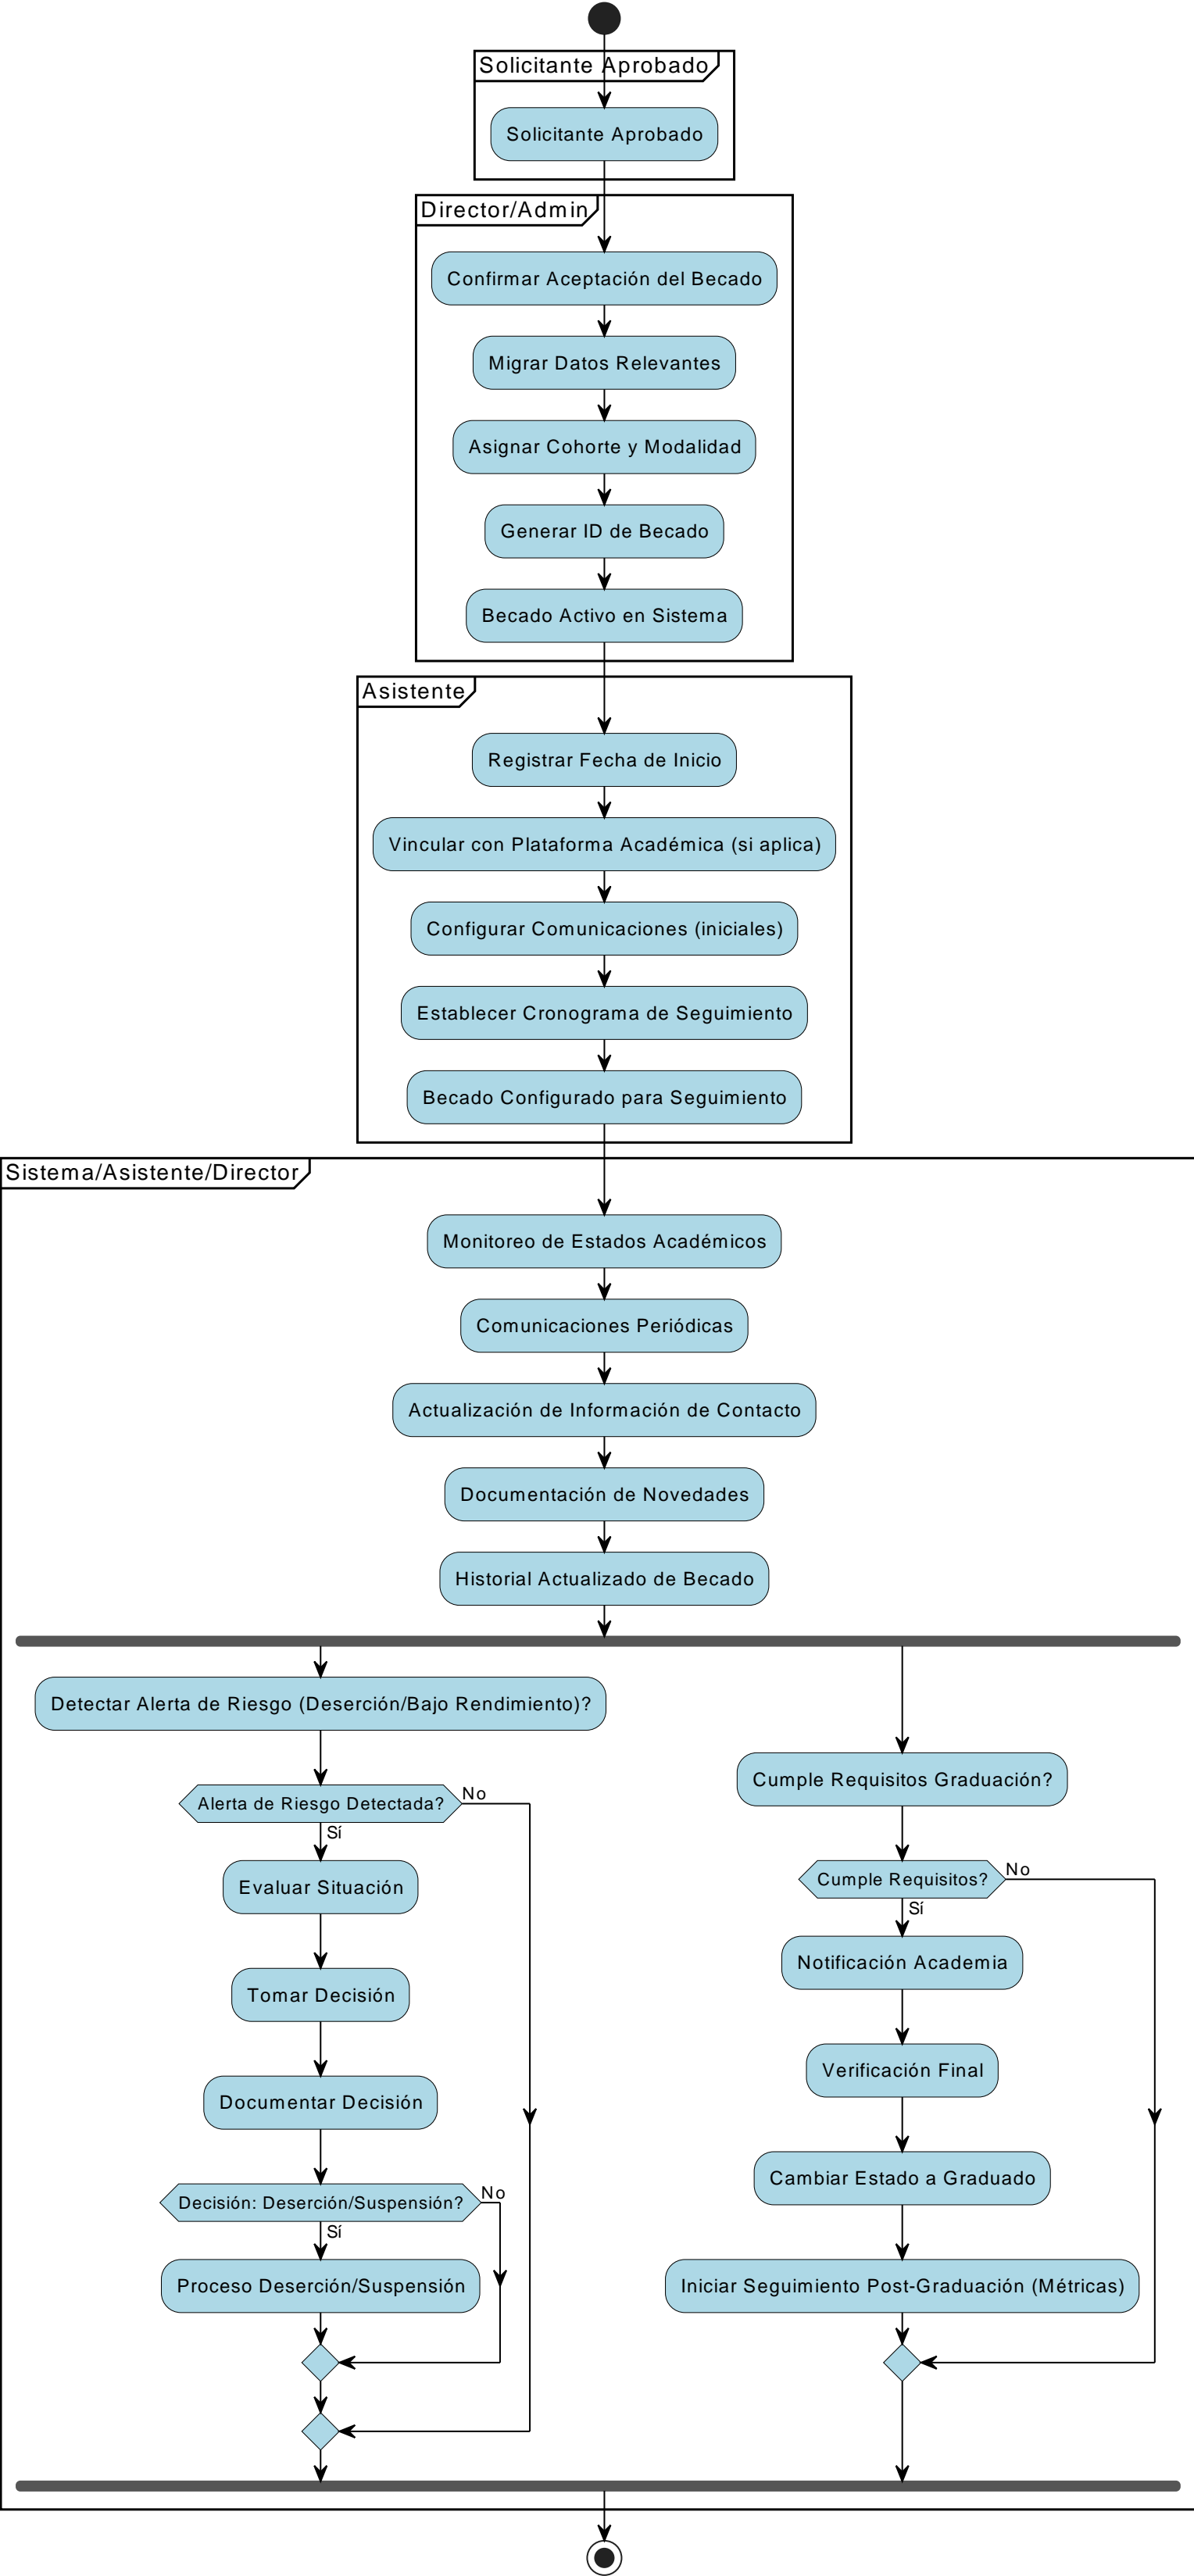 Solicitante Aprobado
Solicitante Aprobado
Director/Admin
Confirmar Aceptación del Becado
Migrar Datos Relevantes
Asignar Cohorte y Modalidad
Generar ID de Becado
Becado Activo en Sistema
Asistente
Registrar Fecha de Inicio
Vincular con Plataforma Académica (si aplica)
Configurar Comunicaciones (iniciales)
Establecer Cronograma de Seguimiento
Becado Configurado para Seguimiento
Sistema/Asistente/Director
Monitoreo de Estados Académicos
Comunicaciones Periódicas
Actualización de Información de Contacto
Documentación de Novedades
Historial Actualizado de Becado
Detectar Alerta de Riesgo (Deserción/Bajo Rendimiento)?
Alerta de Riesgo Detectada?
No
Sí
Evaluar Situación
Tomar Decisión
Documentar Decisión
Decisión: Deserción/Suspensión?
No
Sí
Proceso Deserción/Suspensión
Cumple Requisitos Graduación?
Cumple Requisitos?
No
Sí
Notificación Academia
Verificación Final
Cambiar Estado a Graduado
Iniciar Seguimiento Post-Graduación (Métricas)